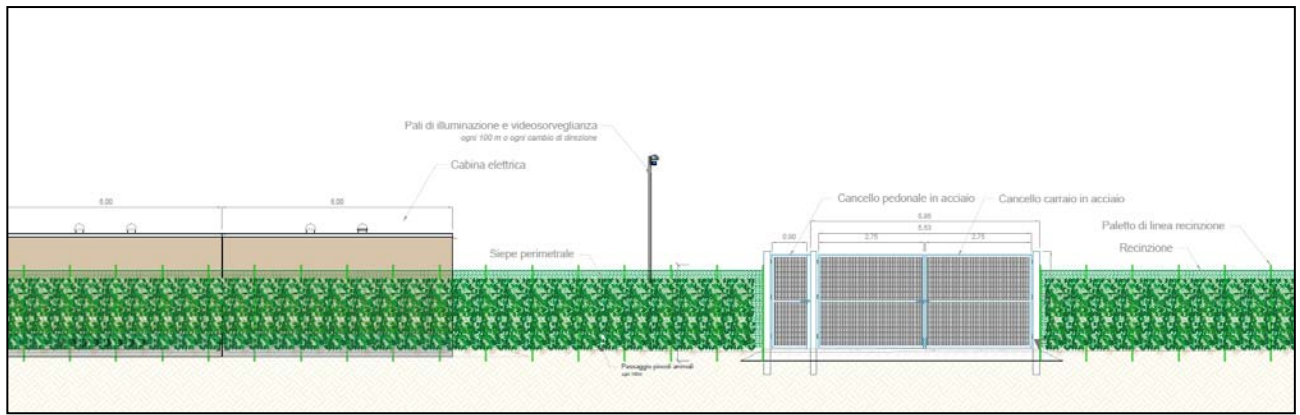 Pali di illuminazione e videosorveglianza
ogni 100 m o ogni cambio di direzione
Cabina elettrica
6.00
6.00
Cancello pedonale in acciaio
Cancello carraio in acciaio
Paletto di linea recinzione
Recinzione
Siepe perimetrale
0.90
5.53
2.75
2.75
Passaggio piccoli animali